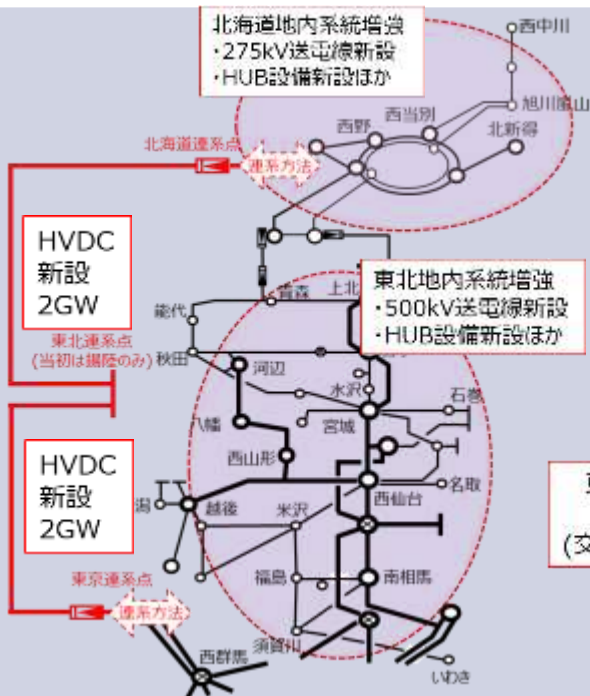 北海道地内系統増強
・275kV送電線新設
・HUB設備新設ほか
西中川
旭川嵐山
西当別
西野
北新得
北海道連系点
連系方法
HVDC
新設
2GW
東北地内系統増強
・500kV送電線新設
・HUB設備新設ほか
上北
青森
能代
東北連系点
(当初は揚陸のみ)
秋田
河辺
水沢
石巻
宮城
八幡
西山形
HVDC
新設
2GW
西仙台
名取
潟
越後
米沢
(交
福島
南相馬
東京連系点
連系方法
須賀川
西群馬
いわき